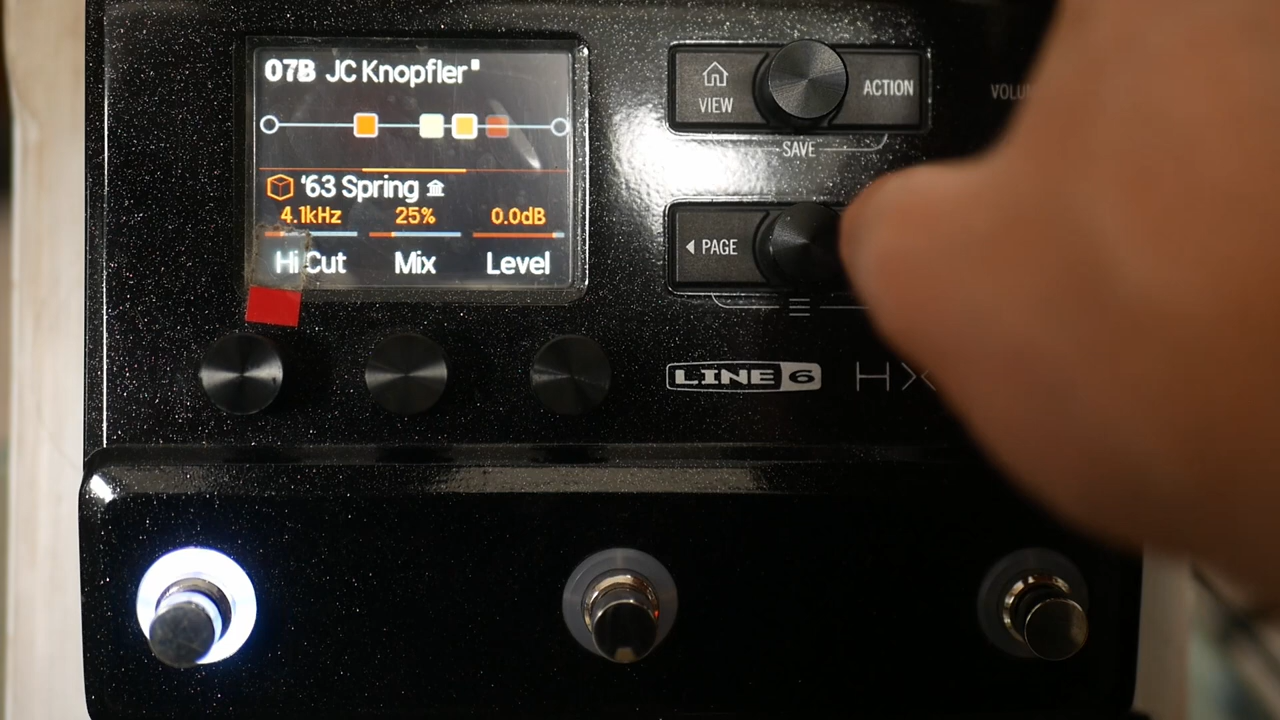 07B JC Knopfler
'63 Spring
4.1kHz 25% 0.0dB
Hi Cut Mix Level
VIEW
ACTION
SAVE
PAGE
LINE 6 HX